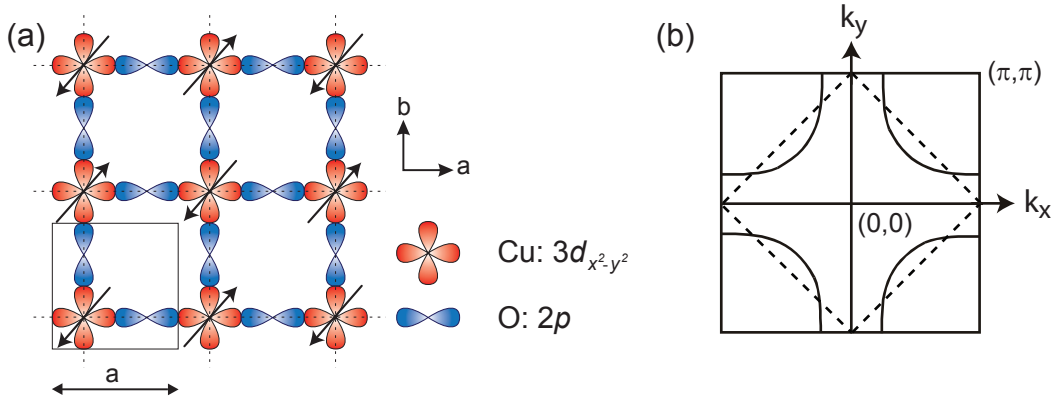 (a)
b
a
Cu: 3d_{x²-y²}
O: 2p
a
(b)
k_y
(π,π)
k_x
(0,0)